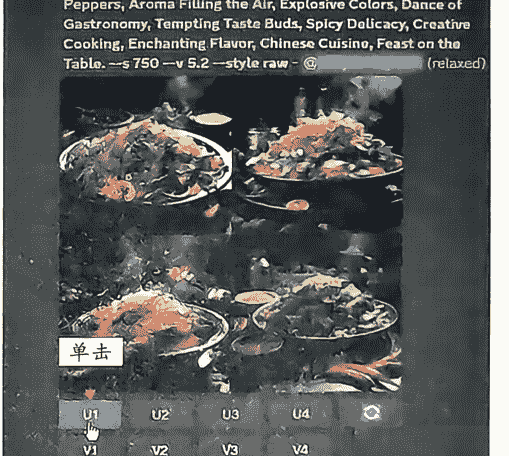 Peppers, Aroma Filling the Air, Explosive Colors, Dance of
Gastronomy, Tempting Taste Buds, Spicy Delicacy, Creative
Cooking, Enchanting Flavor, Chinese Cuisine, Feast on the
Table. --s 750 --v 5.2 --style raw - @ (relaxed)
单击
U1 U2 U3 U4
V1 V2 V3 V4